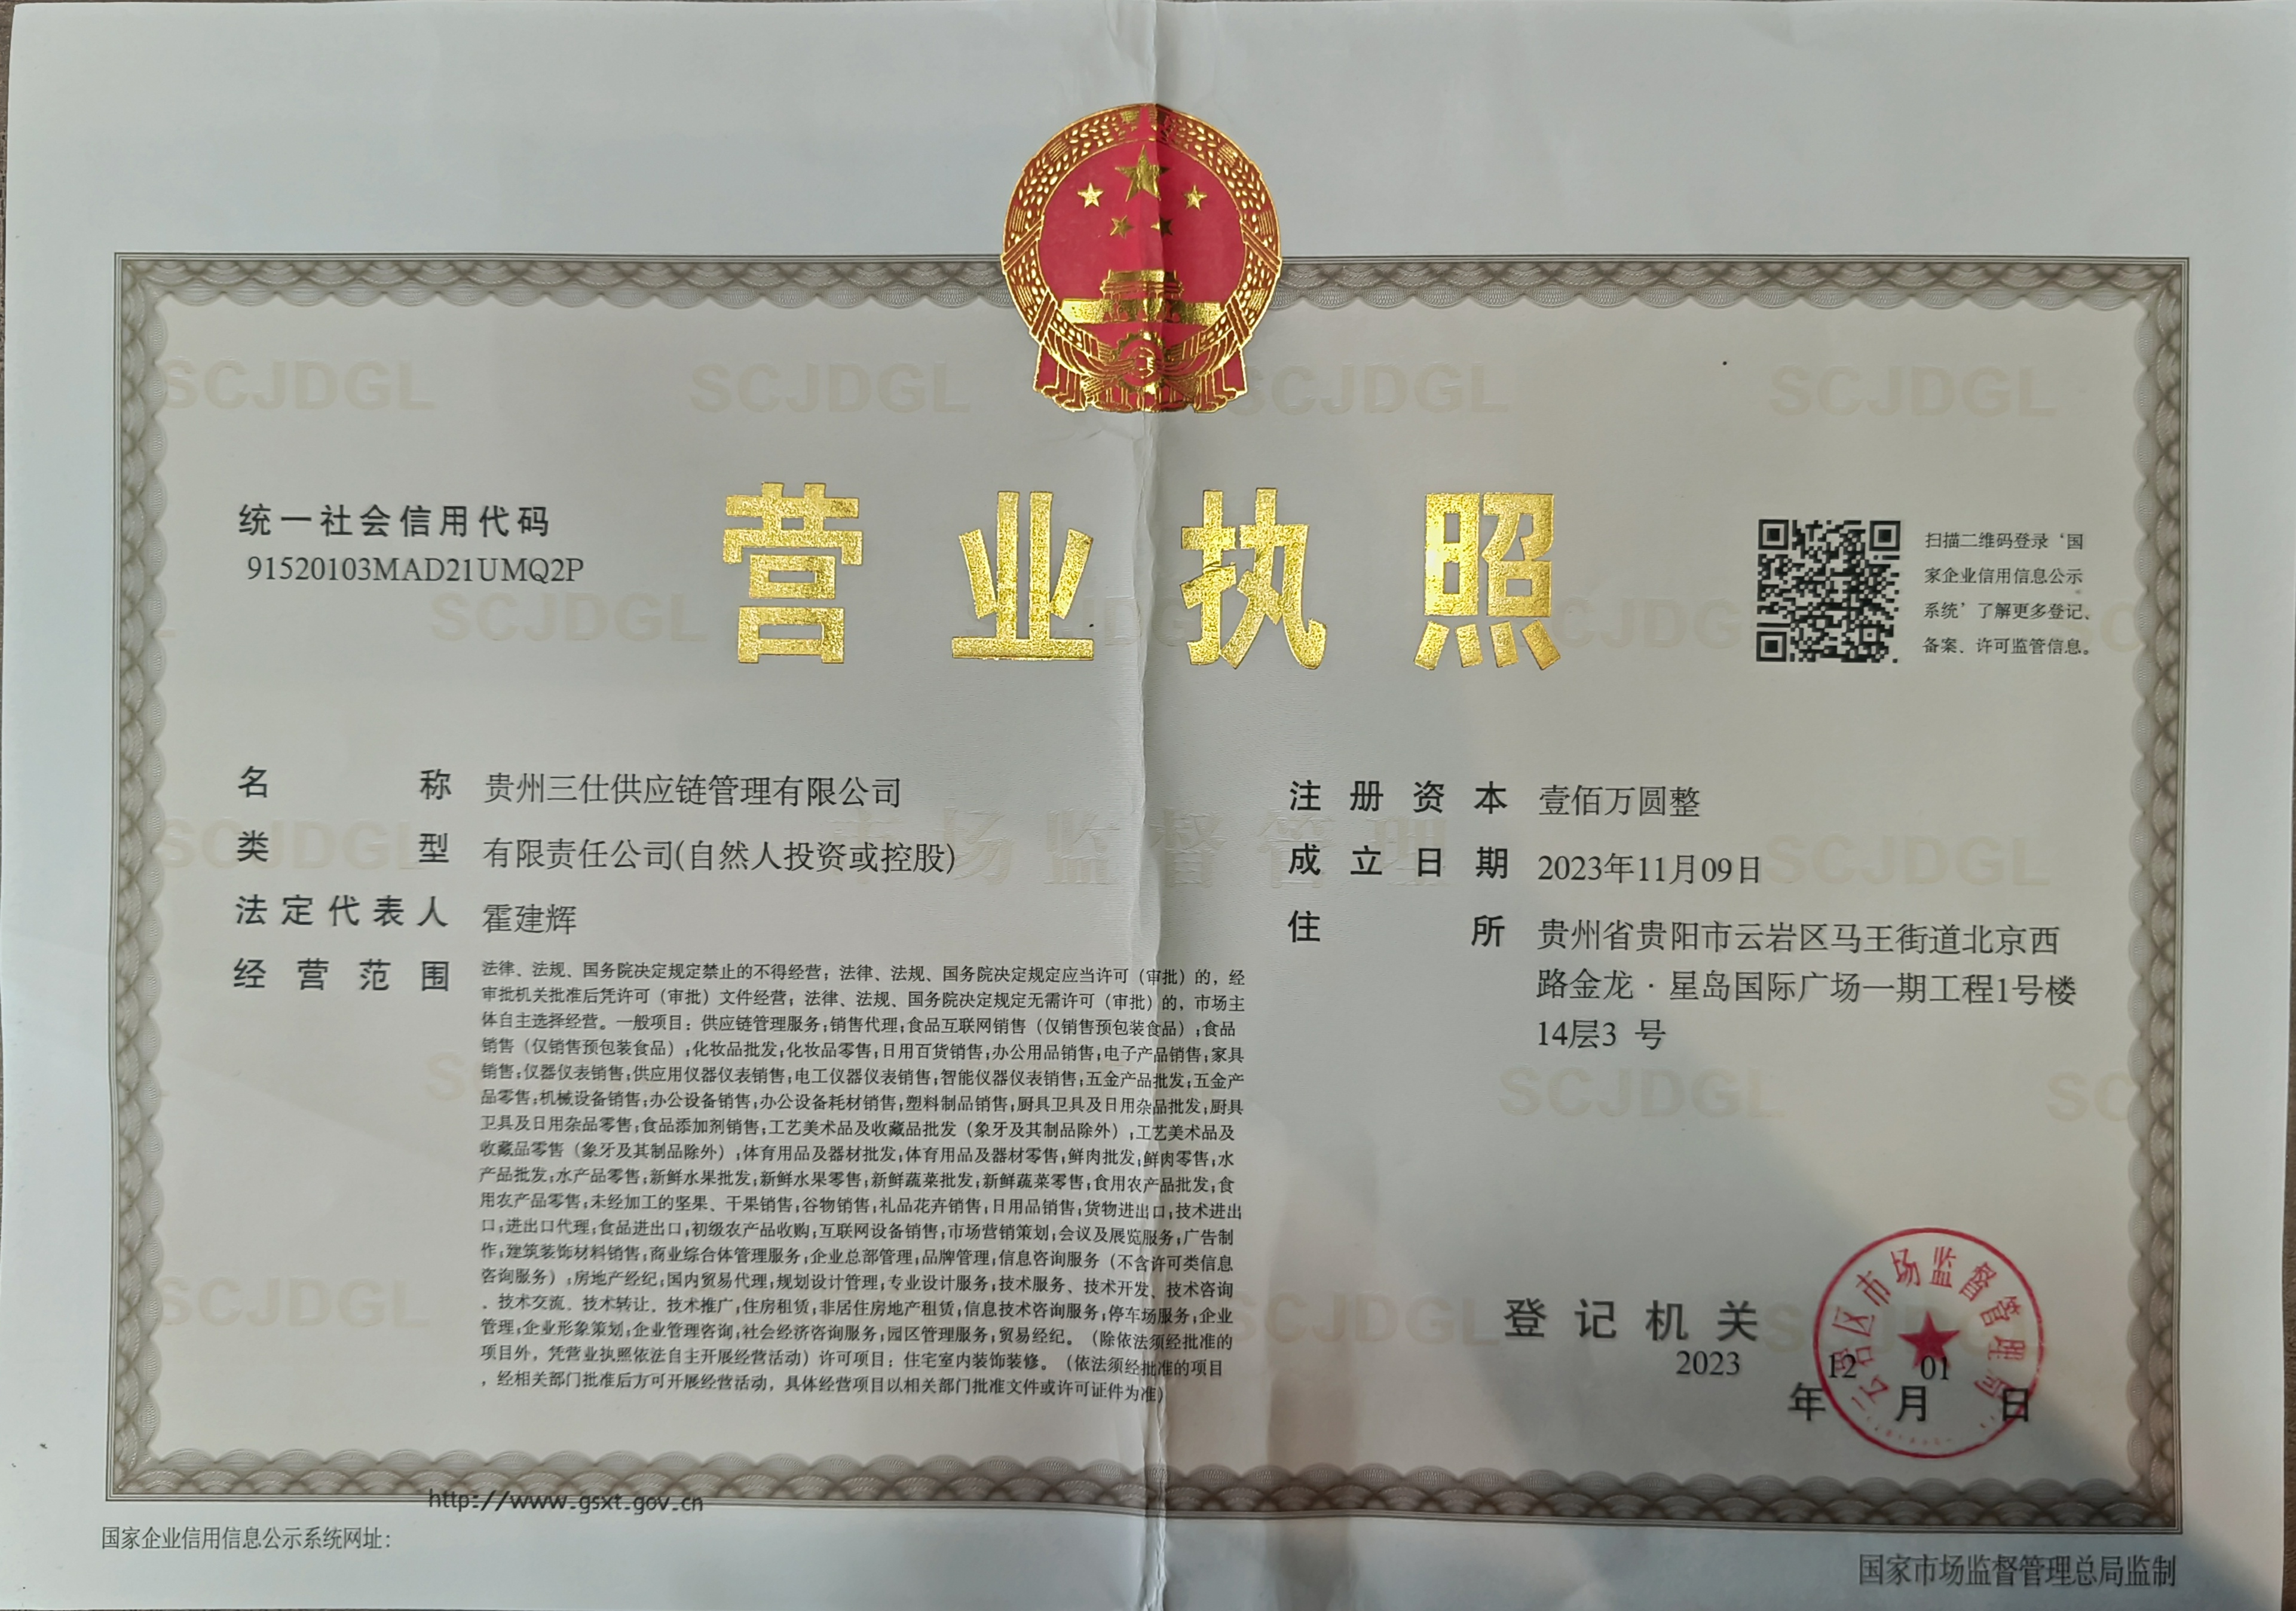 统一社会信用代码
91520103MAD21UMQ2P
营业执照
扫描二维码登录‘国
家企业信用信息公示
系统’了解更多登记、
备案、许可监管信息。
名称 贵州三仕供应链管理有限公司
类型 有限责任公司(自然人投资或控股)
法定代表人 霍建辉
经营范围 法律、法规、国务院决定规定禁止的不得经营；法律、法规、国务院决定规定应当许可（审批）的，经
审批机关批准后凭许可（审批）文件经营；法律、法规、国务院决定规定无需许可（审批）的，市场主
体自主选择经营。一般项目：供应链管理服务;销售代理;食品互联网销售（仅销售预包装食品）;食品
销售（仅销售预包装食品）;化妆品批发;化妆品零售;日用百货销售;办公用品销售;电子产品销售;家具
销售;仪器仪表销售;供应用仪器仪表销售;电工仪器仪表销售;智能仪器仪表销售;五金产品批发;五金产
品零售;机械设备销售;办公设备销售;办公设备耗材销售;塑料制品销售;厨具卫具及日用杂品批发;厨具
卫具及日用杂品零售;食品添加剂销售;工艺美术品及收藏品批发（象牙及其制品除外）;工艺美术品及
收藏品零售（象牙及其制品除外）;体育用品及器材批发;体育用品及器材零售;鲜肉批发;鲜肉零售;水
产品批发;水产品零售;新鲜水果批发;新鲜水果零售;新鲜蔬菜批发;新鲜蔬菜零售;食用农产品批发;食
用农产品零售;未经加工的坚果、干果销售;谷物销售;礼品花卉销售;日用品销售;货物进出口;技术进出
口;进出口代理;食品进出口;初级农产品收购;互联网设备销售;市场营销策划;会议及展览服务;广告制
作;建筑装饰材料销售;商业综合体管理服务;企业总部管理;品牌管理;信息咨询服务（不含许可类信息
咨询服务）;房地产经纪;国内贸易代理;规划设计管理;专业设计服务;技术服务、技术开发、技术咨询
、技术交流、技术转让、技术推广;住房租赁;非居住房地产租赁;信息技术咨询服务;停车场服务;企业
管理;企业形象策划;企业管理咨询;社会经济咨询服务;园区管理服务;贸易经纪。（除依法须经批准的
项目外，凭营业执照依法自主开展经营活动）许可项目：住宅室内装饰装修。（依法须经批准的项目
，经相关部门批准后方可开展经营活动，具体经营项目以相关部门批准文件或许可证件为准）
注册资本 壹佰万圆整
成立日期 2023年11月09日
住所 贵州省贵阳市云岩区马王街道北京西
路金龙·星岛国际广场一期工程1号楼
14层3 号
登记机关
云岩区市场监督管理局
2023 12 01
年 月 日
http://www.gsxt.gov.cn
国家企业信用信息公示系统网址：
国家市场监督管理总局监制
SCJDGL
市场监督管理